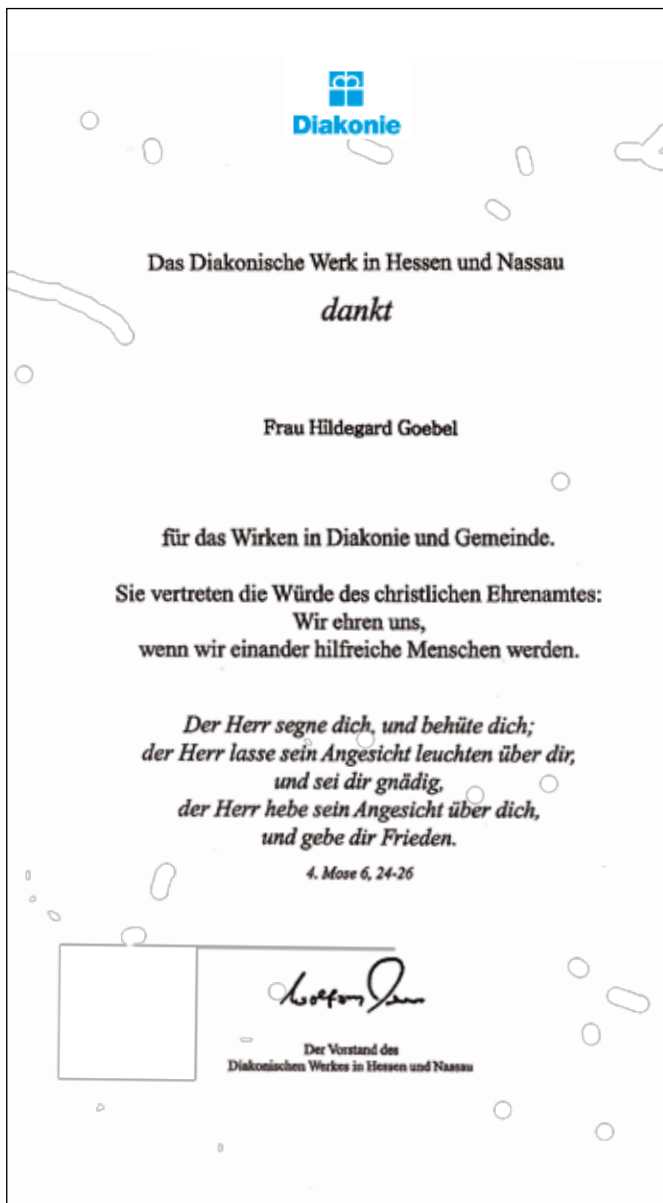 Diakonie
Das Diakonische Werk in Hessen und Nassau
dankt
Frau Hildegard Goebel
für das Wirken in Diakonie und Gemeinde.
Sie vertreten die Würde des christlichen Ehrenamtes:
Wir ehren uns,
wenn wir einander hilfreiche Menschen werden.
Der Herr segne dich, und behüte dich;
der Herr lasse sein Angesicht leuchten über dir,
und sei dir gnädig,
der Herr hebe sein Angesicht über dich,
und gebe dir Frieden.
4. Mose 6, 24-26
Der Vorstand des
Diakonischen Werkes in Hessen und Nassau